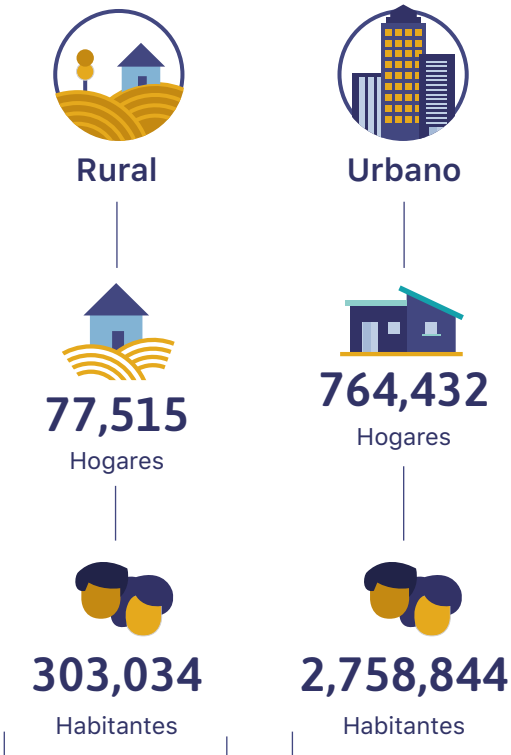 Rural
77,515
Hogares
303,034
Habitantes
Urbano
764,432
Hogares
2,758,844
Habitantes